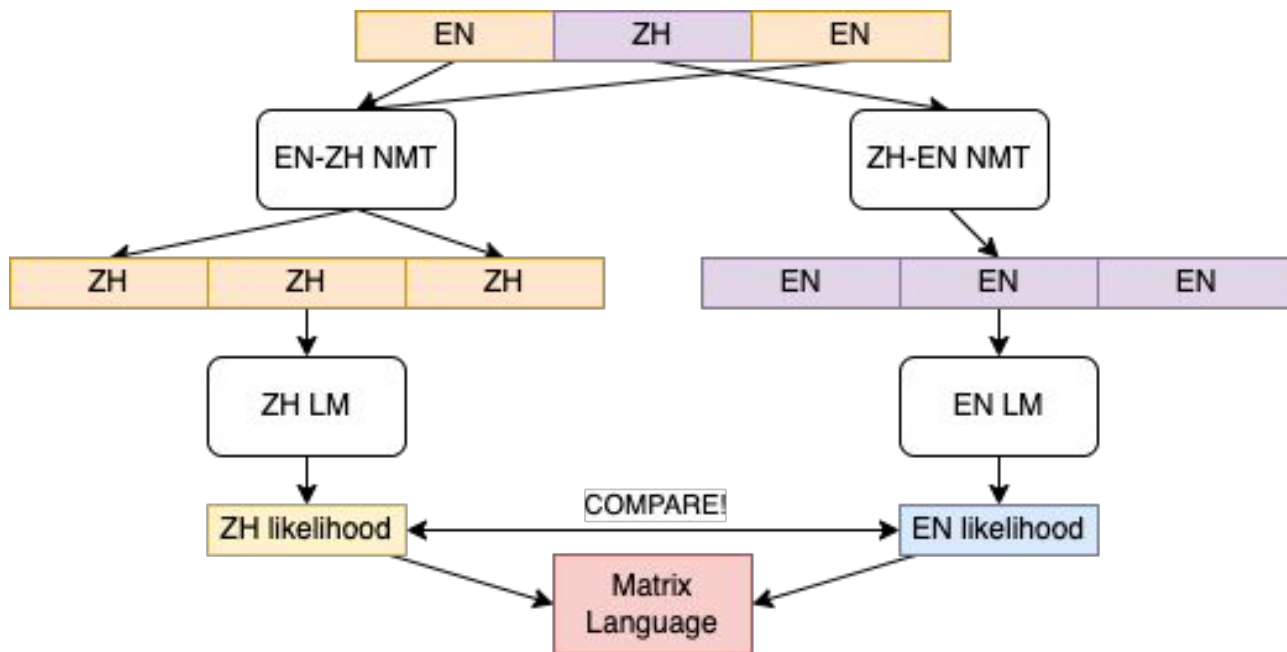 EN ZH EN
EN-ZH NMT
ZH-EN NMT
ZH ZH ZH
EN EN EN
ZH LM
EN LM
COMPARE!
ZH likelihood
EN likelihood
Matrix
Language